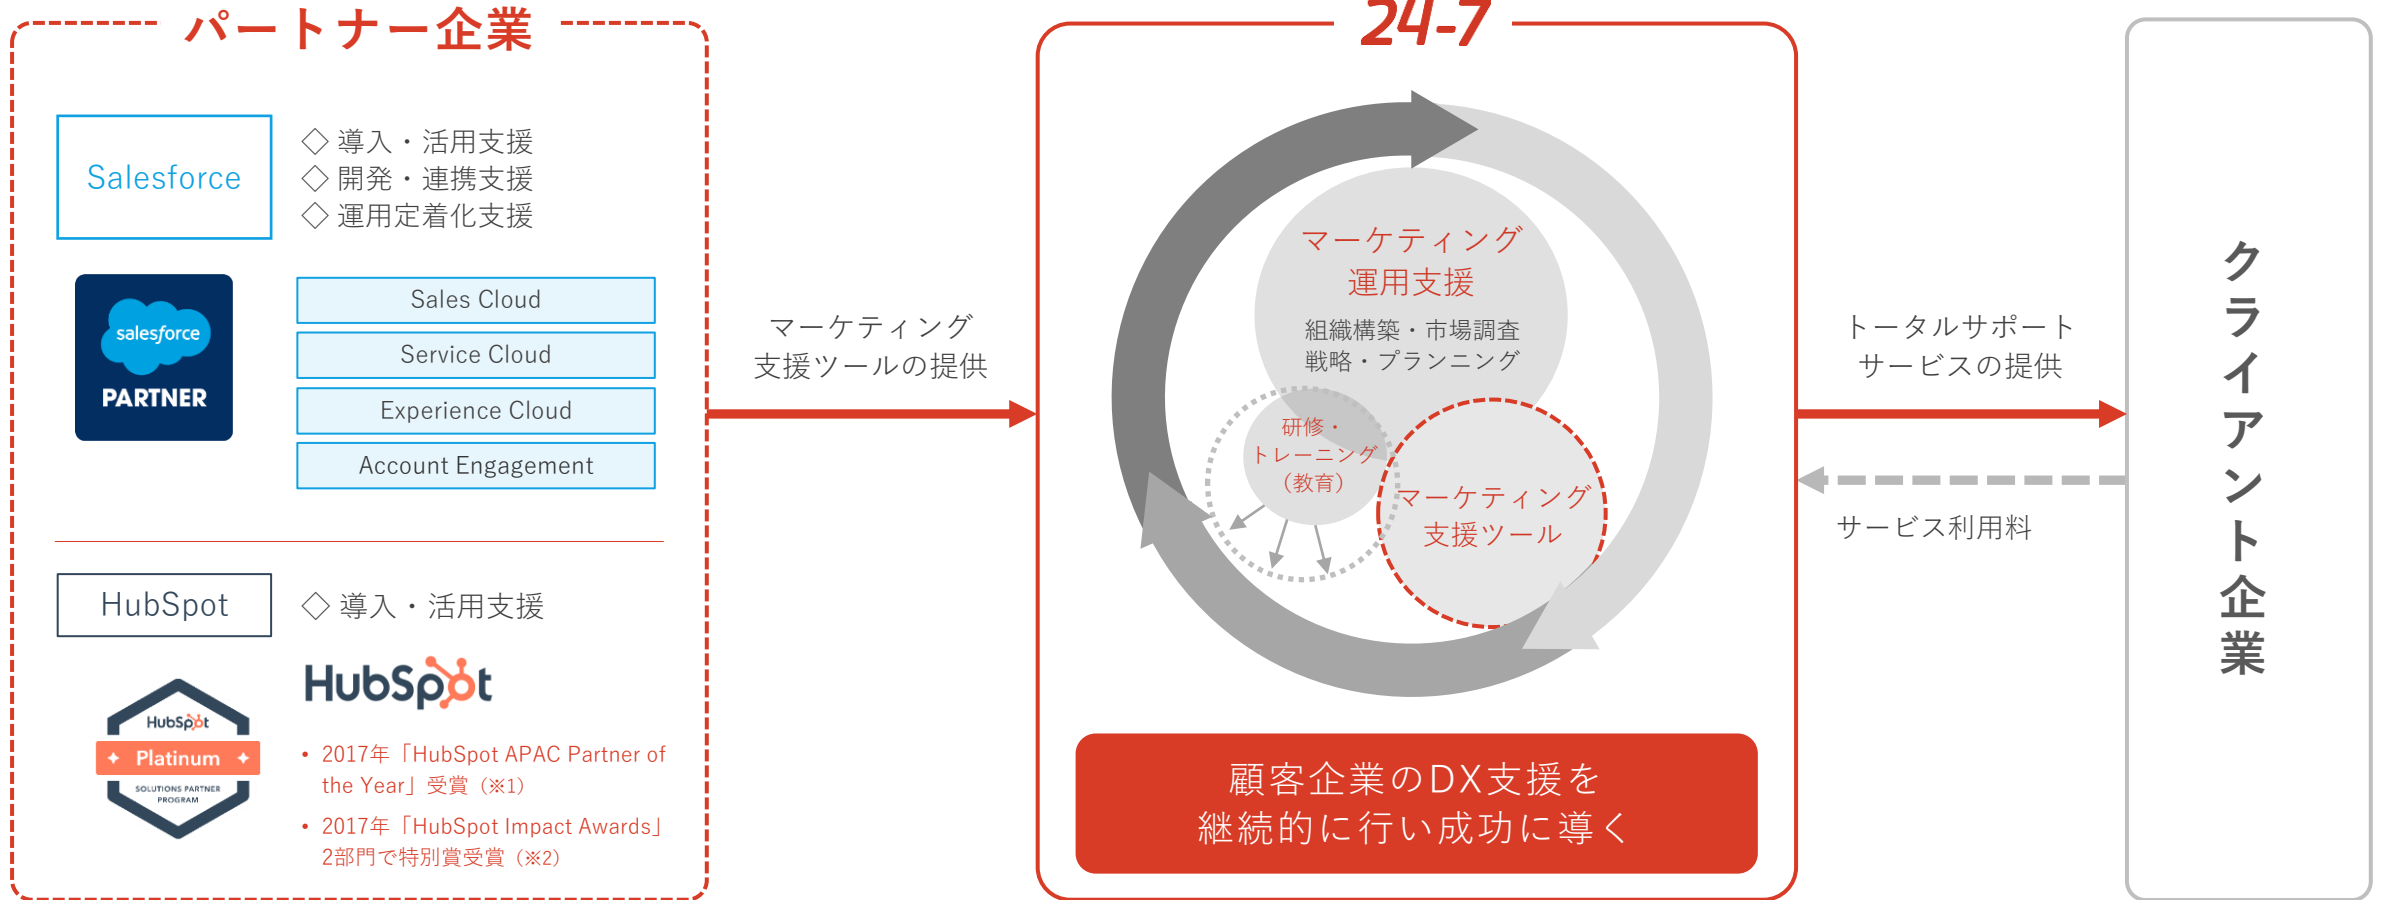 パートナー企業
Salesforce
◇ 導入・活用支援
◇ 開発・連携支援
◇ 運用定着化支援
salesforce
PARTNER
Sales Cloud
Service Cloud
Experience Cloud
Account Engagement
HubSpot
◇ 導入・活用支援
HubSpot
Platinum
SOLUTIONS PARTNER
PROGRAM
HubSpot
• 2017年「HubSpot APAC Partner of
the Year」受賞（※1）
• 2017年「HubSpot Impact Awards」
2部門で特別賞受賞（※2）
マーケティング
支援ツールの提供
24-7
マーケティング
運用支援
組織構築・市場調査
戦略・プランニング
研修・
トレーニング
（教育）
マーケティング
支援ツール
顧客企業のDX支援を
継続的に行い成功に導く
トータルサポート
サービスの提供
サービス利用料
クライアント企業